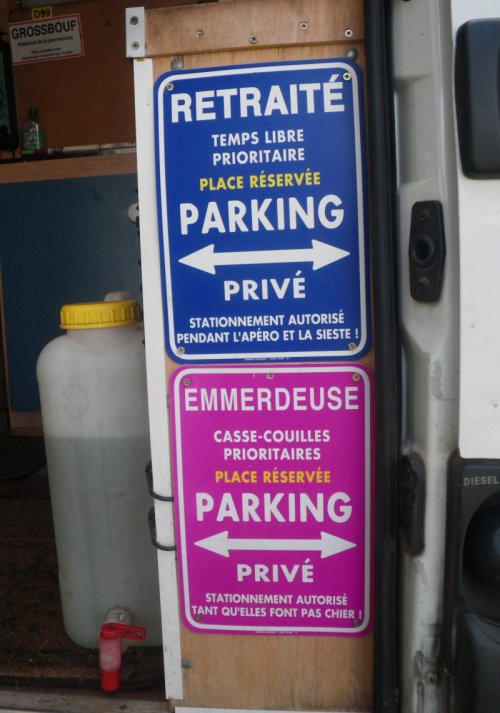 D99
GROSSBOUF
RETRAITÉ
TEMPS LIBRE
PRIORITAIRE
PLACE RÉSERVÉE
PARKING
PRIVÉ
STATIONNEMENT AUTORISÉ
PENDANT L'APÉRO ET LA SIESTE !
EMMERDEUSE
CASSE-COUILLES
PRIORITAIRES
PLACE RÉSERVÉE
PARKING
PRIVÉ
STATIONNEMENT AUTORISÉ
TANT QU'ELLES FONT PAS CHIER !
DIESEL